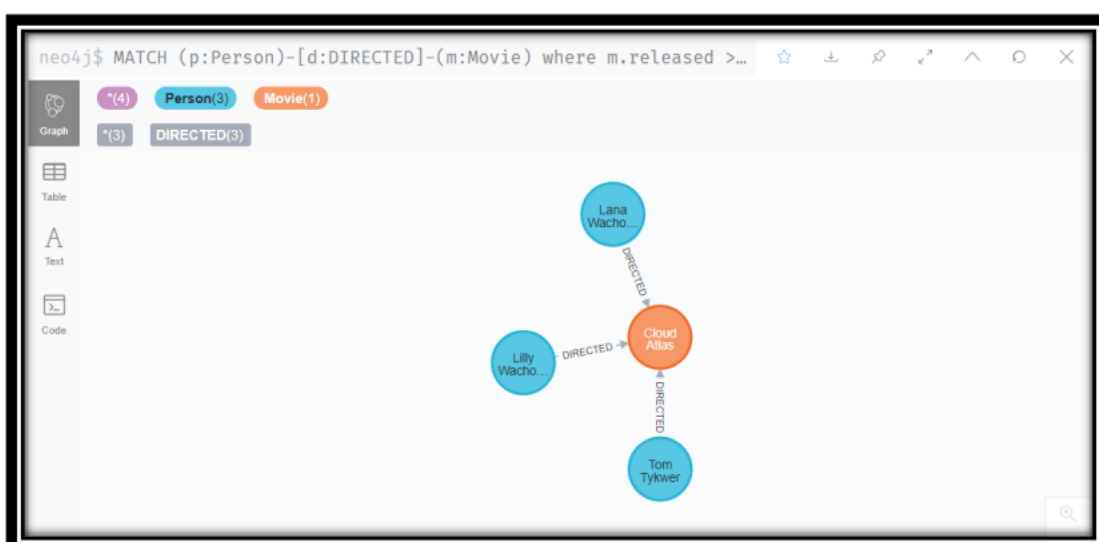 neo4j$ MATCH (p:Person)-[d:DIRECTED]-(m:Movie) where m.released >…
*(4) Person(3) Movie(1)
*(3) DIRECTED(3)
Graph
Table
A
Text
Code
Lana
Wacho…
DIRECTED
Cloud
Atlas
DIRECTED
Lilly
Wacho…
DIRECTED
Tom
Tykwer